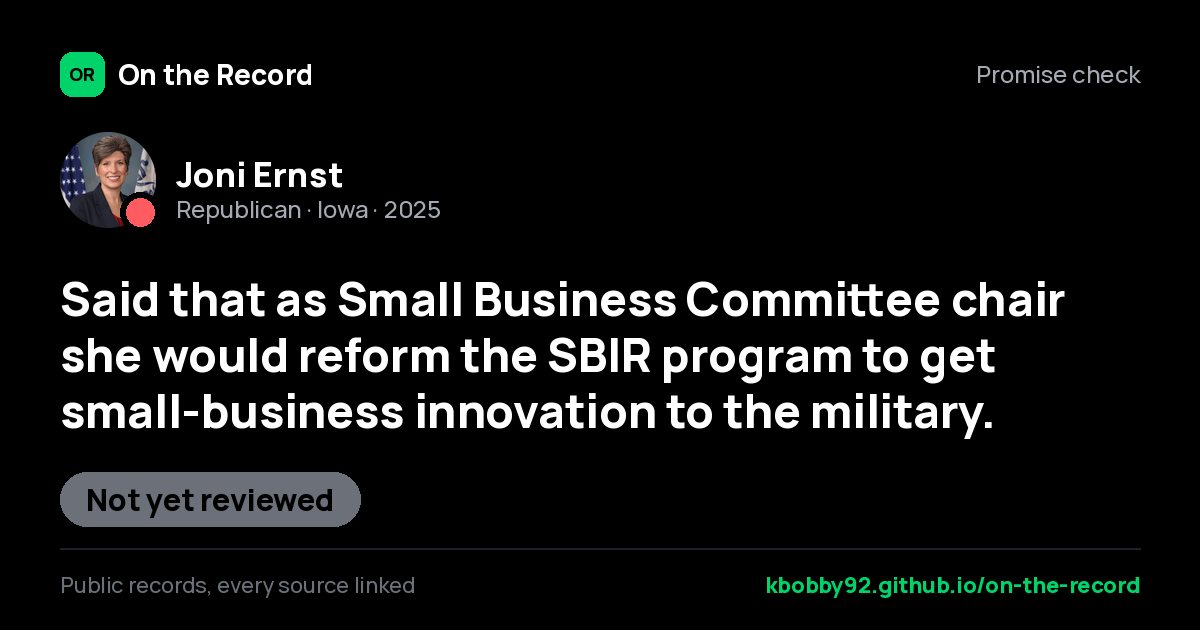 OR On the Record
Promise check
Joni Ernst
Republican · Iowa · 2025
Said that as Small Business Committee chair
she would reform the SBIR program to get
small-business innovation to the military.
Not yet reviewed
Public records, every source linked
kbobby92.github.io/on-the-record